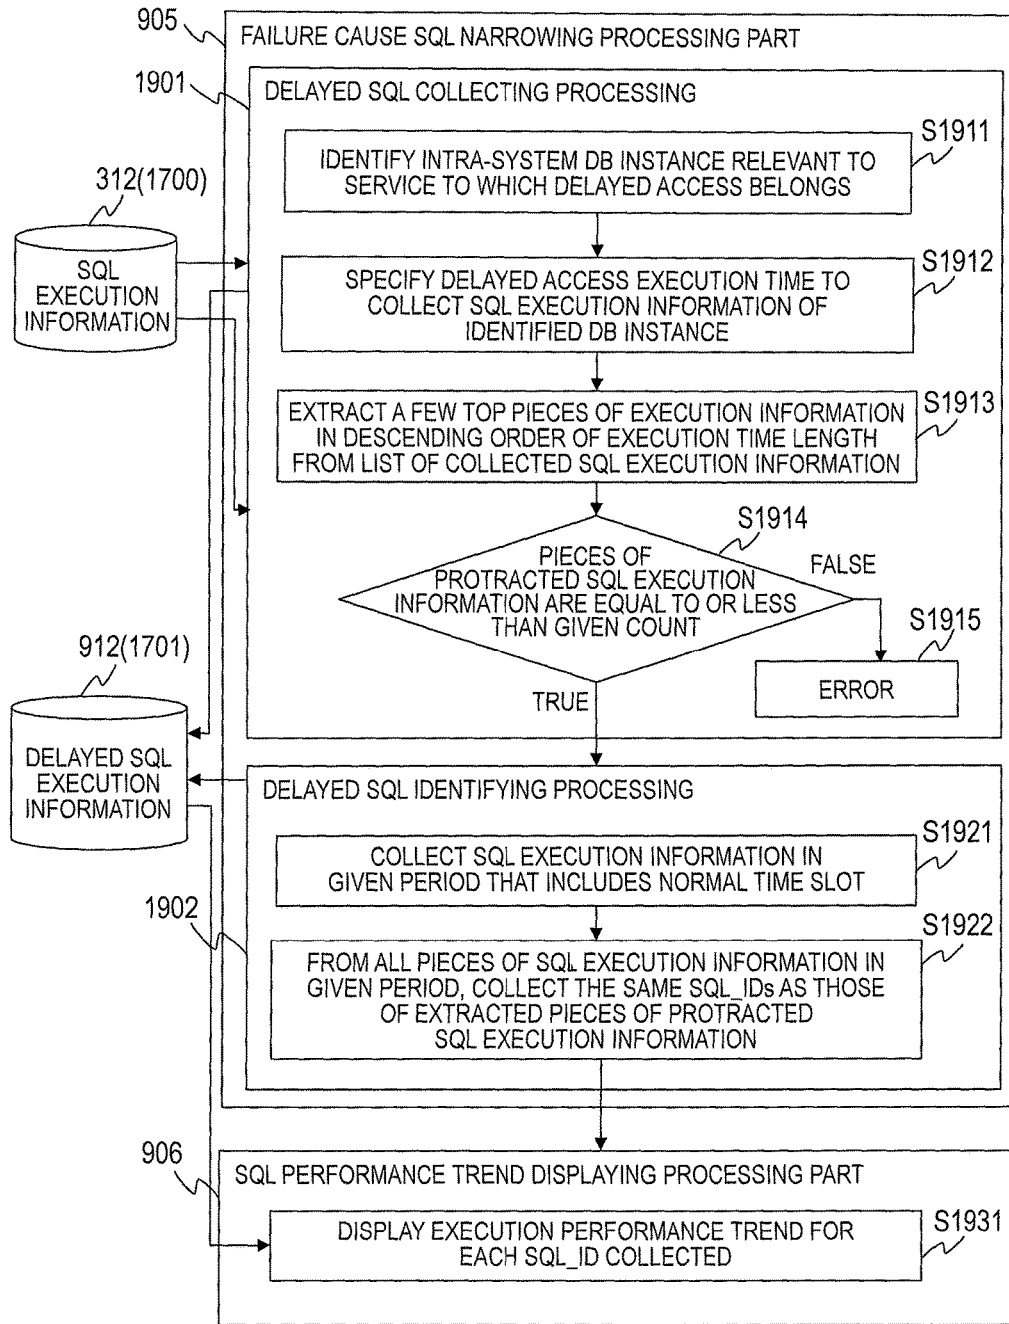 905
FAILURE CAUSE SQL NARROWING PROCESSING PART
1901
DELAYED SQL COLLECTING PROCESSING
S1911
IDENTIFY INTRA-SYSTEM DB INSTANCE RELEVANT TO
SERVICE TO WHICH DELAYED ACCESS BELONGS
312(1700)
SQL
EXECUTION
INFORMATION
S1912
SPECIFY DELAYED ACCESS EXECUTION TIME TO
COLLECT SQL EXECUTION INFORMATION OF
IDENTIFIED DB INSTANCE
S1913
EXTRACT A FEW TOP PIECES OF EXECUTION INFORMATION
IN DESCENDING ORDER OF EXECUTION TIME LENGTH
FROM LIST OF COLLECTED SQL EXECUTION INFORMATION
S1914
PIECES OF
PROTRACTED SQL EXECUTION
INFORMATION ARE EQUAL TO OR LESS
THAN GIVEN COUNT
FALSE
S1915
ERROR
TRUE
912(1701)
DELAYED SQL
EXECUTION
INFORMATION
DELAYED SQL IDENTIFYING PROCESSING
S1921
COLLECT SQL EXECUTION INFORMATION IN
GIVEN PERIOD THAT INCLUDES NORMAL TIME SLOT
1902
S1922
FROM ALL PIECES OF SQL EXECUTION INFORMATION IN
GIVEN PERIOD, COLLECT THE SAME SQL_IDs AS THOSE
OF EXTRACTED PIECES OF PROTRACTED
SQL EXECUTION INFORMATION
906
SQL PERFORMANCE TREND DISPLAYING PROCESSING PART
S1931
DISPLAY EXECUTION PERFORMANCE TREND FOR
EACH SQL_ID COLLECTED